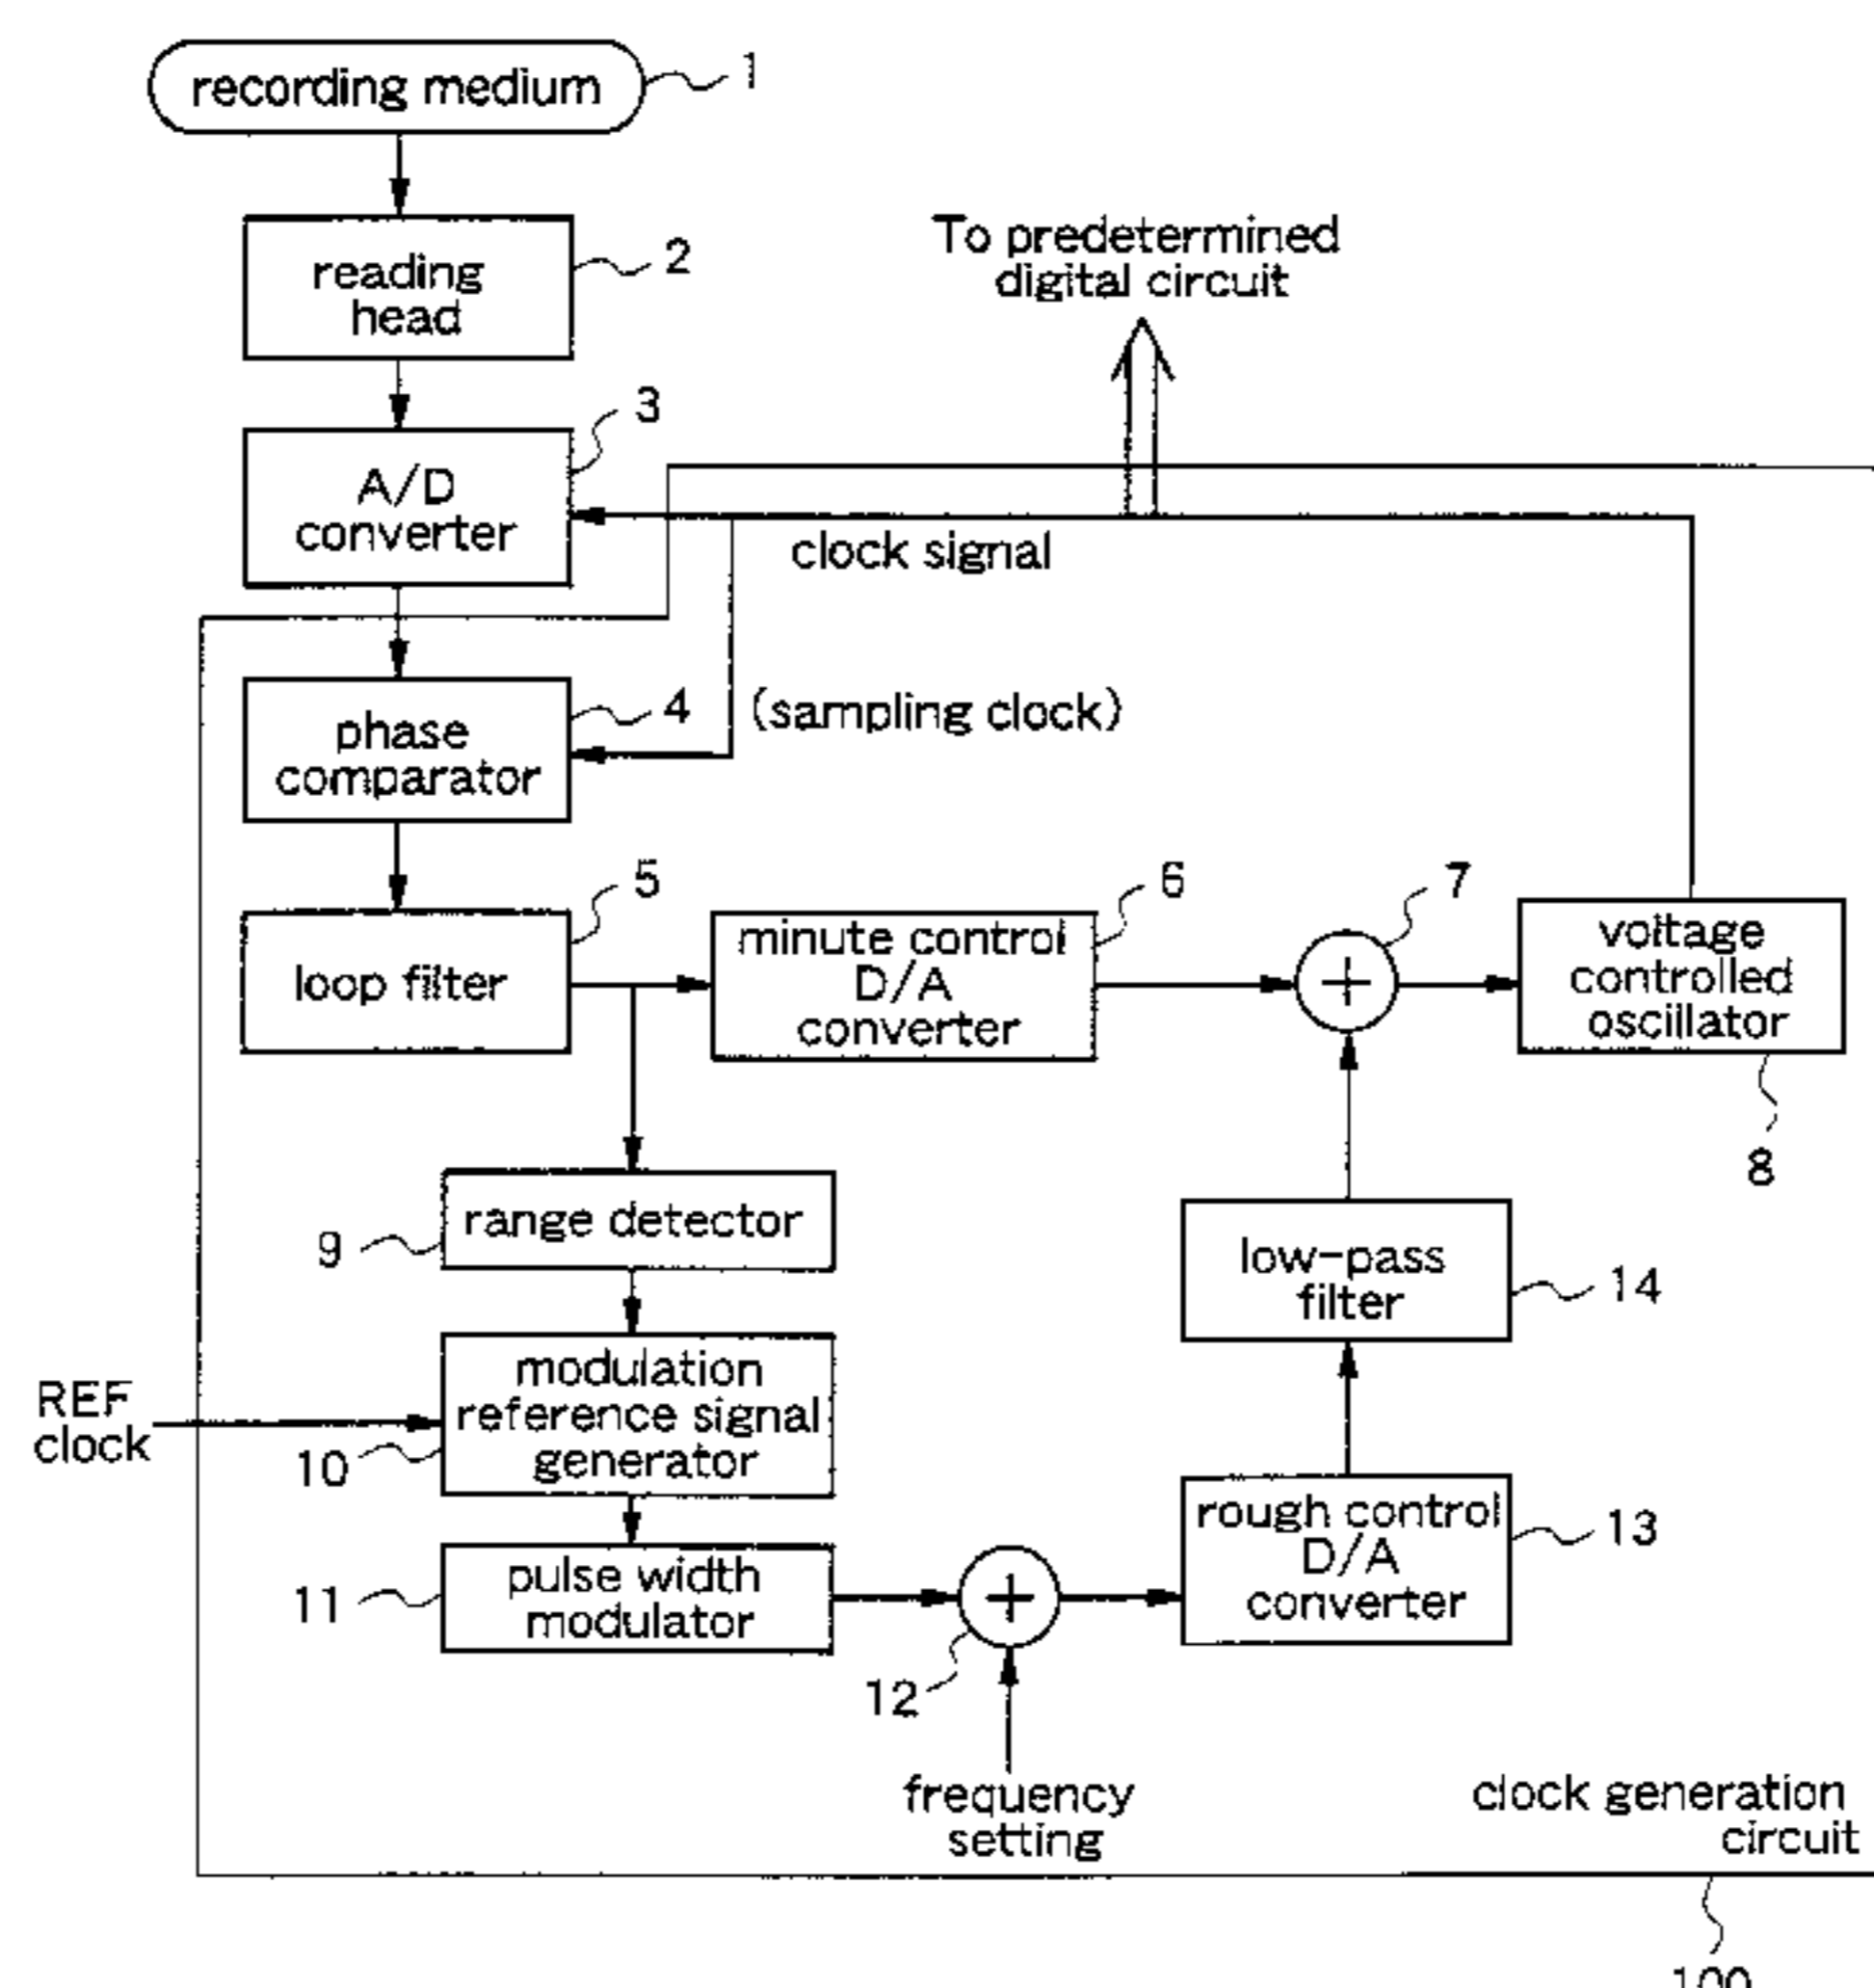 recording medium
1
reading
head
2
To predetermined
digital circuit
A/D
converter
3
clock signal
phase
comparator
4
(sampling clock)
loop filter
5
minute control
D/A
converter
6
7
voltage
controlled
oscillator
8
range detector
9
low-pass
filter
14
REF
clock
modulation
reference signal
generator
10
rough control
D/A
converter
13
pulse width
modulator
11
12
frequency
setting
clock generation
circuit
100